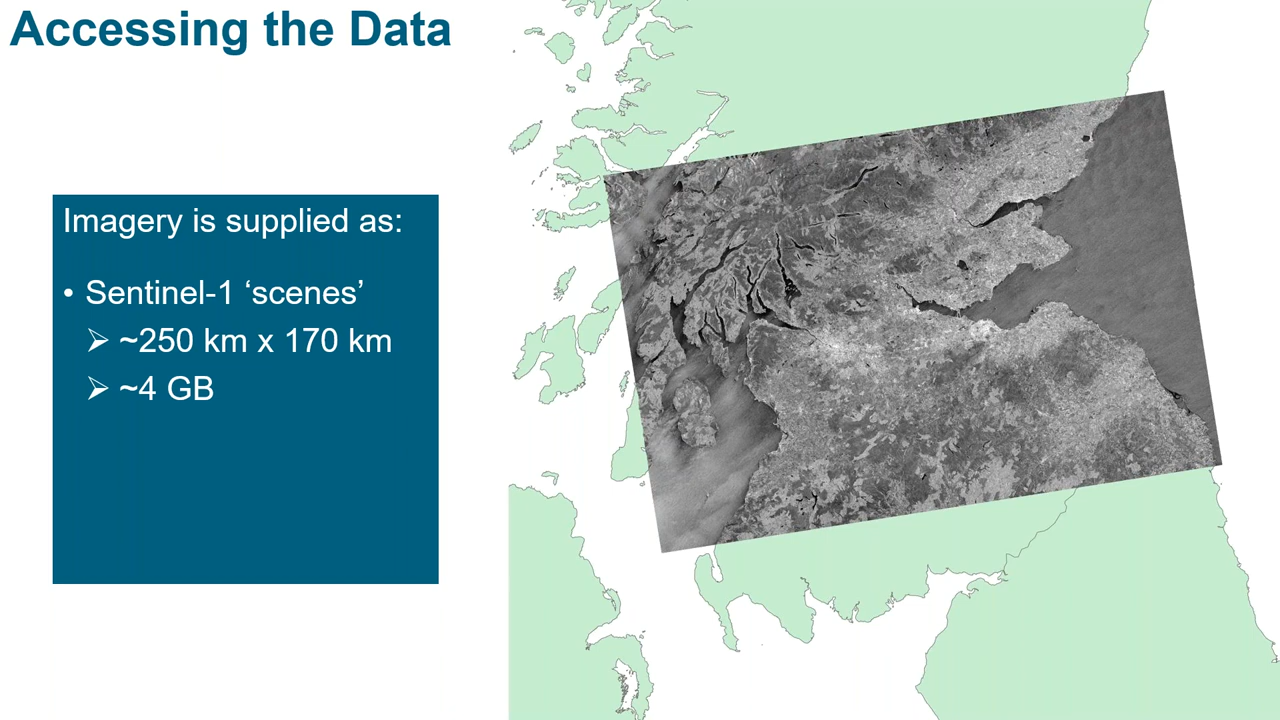 Accessing the Data
Imagery is supplied as:
• Sentinel-1 ‘scenes’
➢ ~250 km x 170 km
➢ ~4 GB